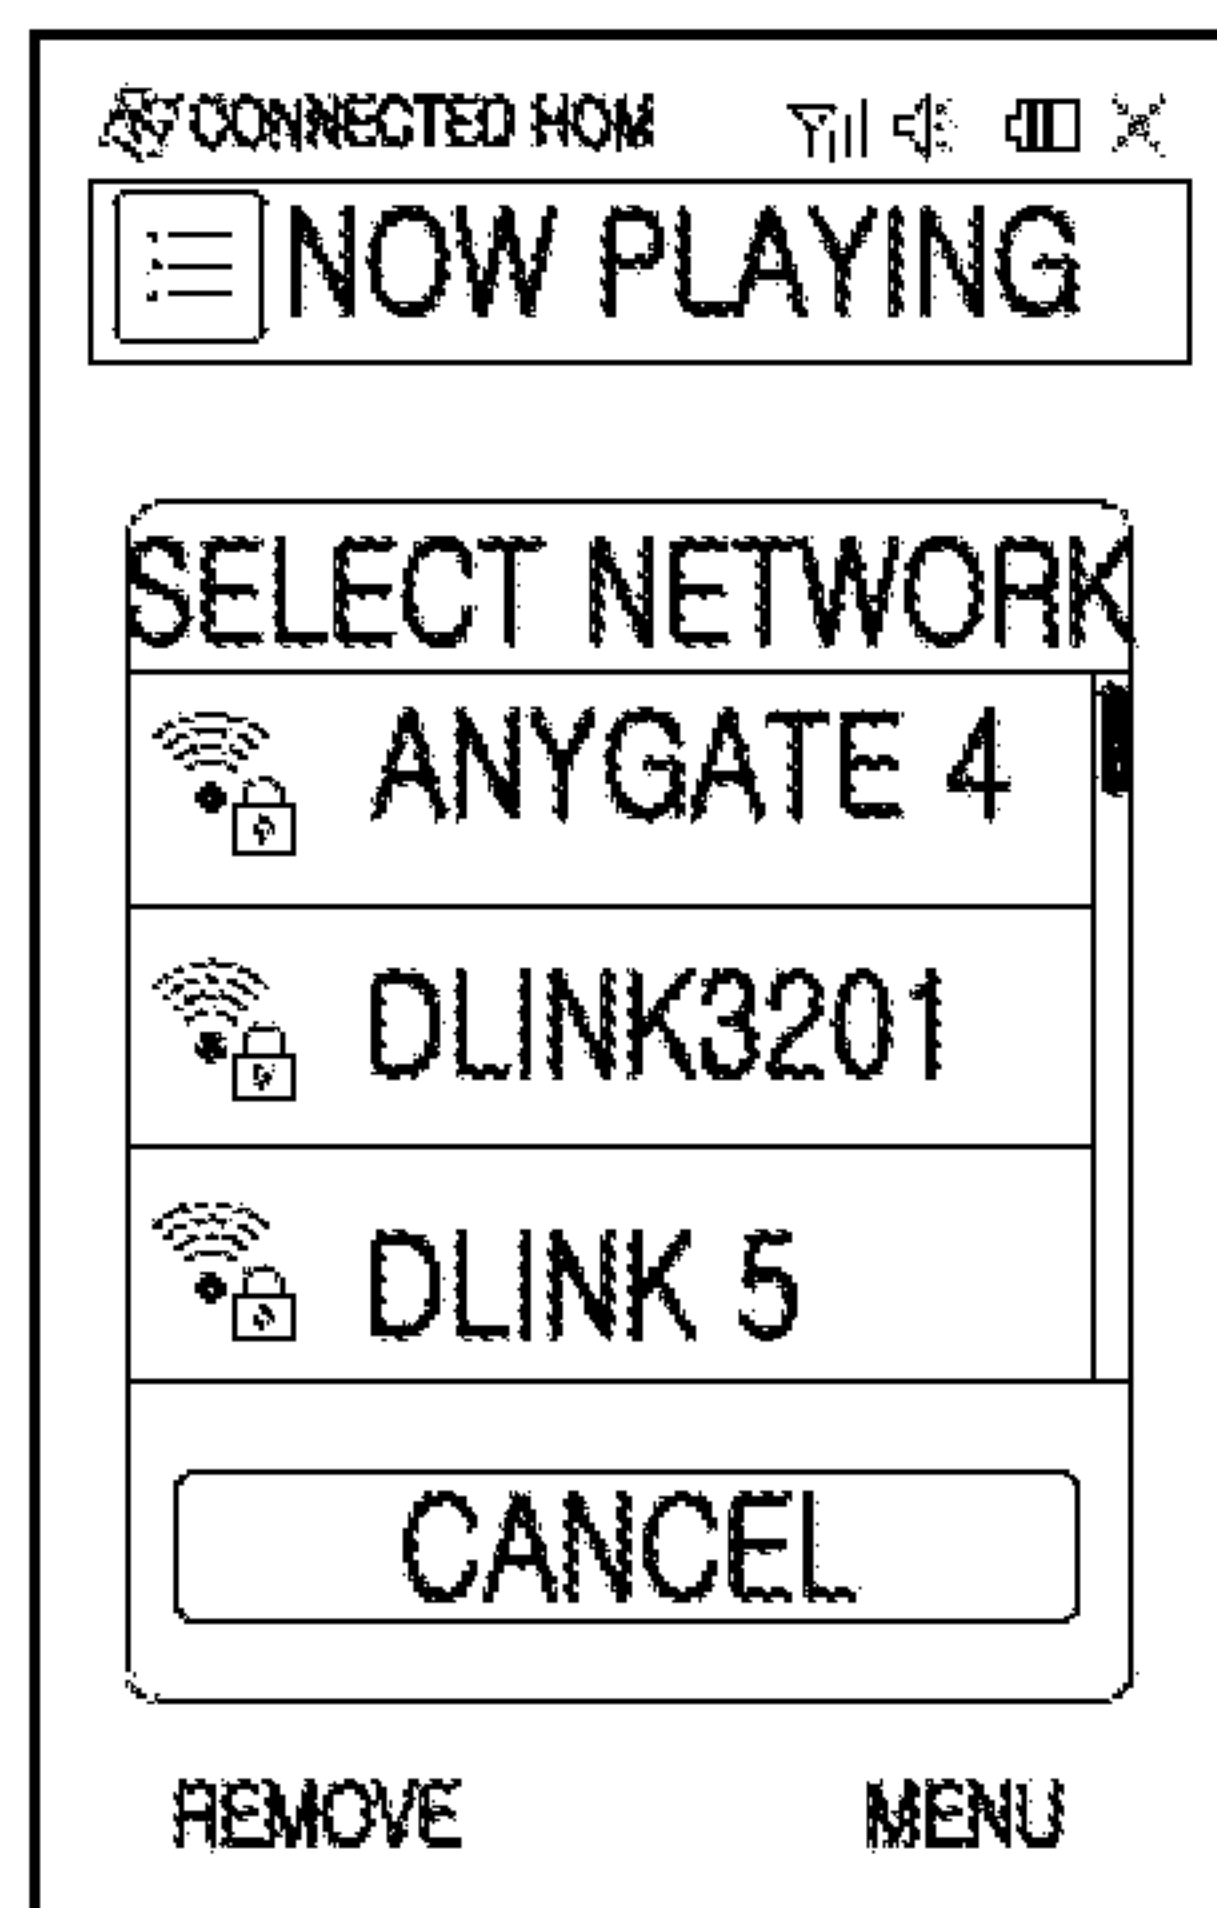 CONNECTED HOM
NOW PLAYING
SELECT NETWORK
ANYGATE 4
DLINK3201
DLINK 5
CANCEL
REMOVE MENU